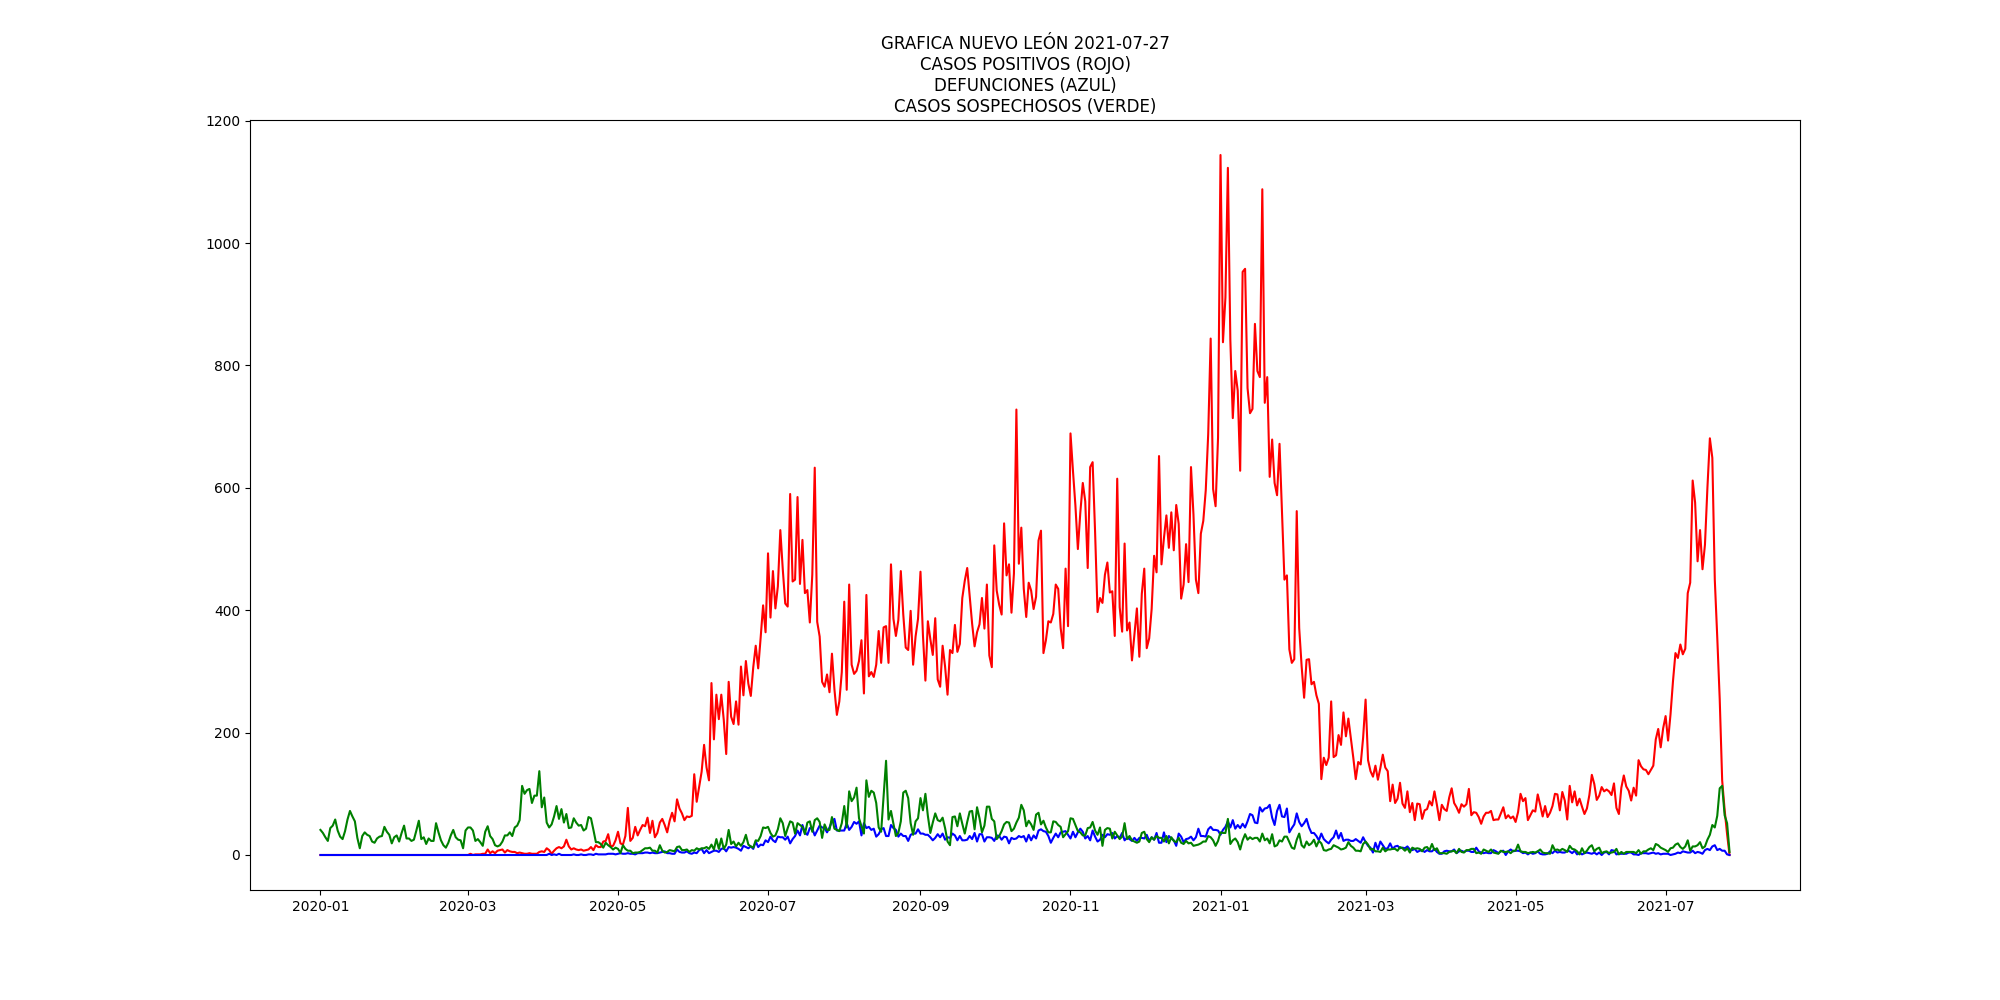 GRAFICA NUEVO LEÓN 2021-07-27
CASOS POSITIVOS (ROJO)
DEFUNCIONES (AZUL)
CASOS SOSPECHOSOS (VERDE)
1200
1000
800
600
400
200
0
2020-01 2020-03 2020-05 2020-07 2020-09 2020-11 2021-01 2021-03 2021-05 2021-07